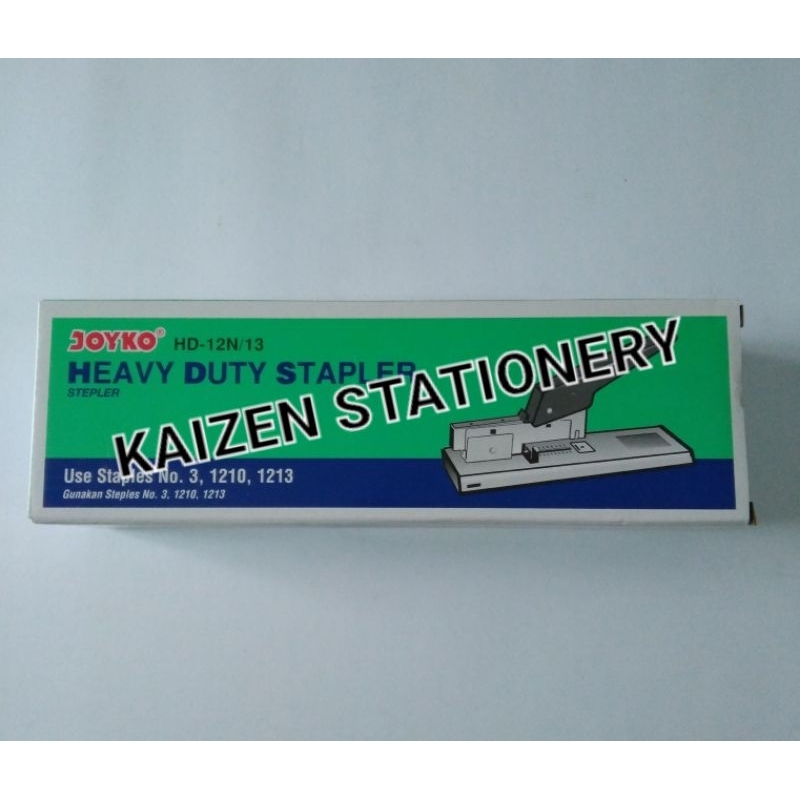 JOYKO® HD-12N/13
HEAVY DUTY STAPLER
STEPLER
KAIZEN STATIONERY
Use Staples No. 3, 1210, 1213
Gunakan Steples No. 3, 1210, 1213